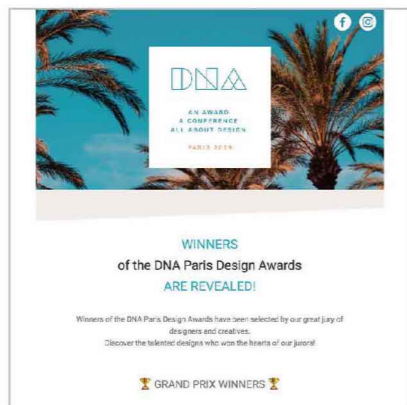 DNA
AN AWARD
A CONFERENCE
ALL ABOUT DESIGN
PARIS 2019
WINNERS
of the DNA Paris Design Awards
ARE REVEALED!
Winners of the DNA Paris Design Awards have been selected by our great jury of
designers and creatives.
Discover the talented designs who won the hearts of our jurors!
🏆 GRAND PRIX WINNERS 🏆